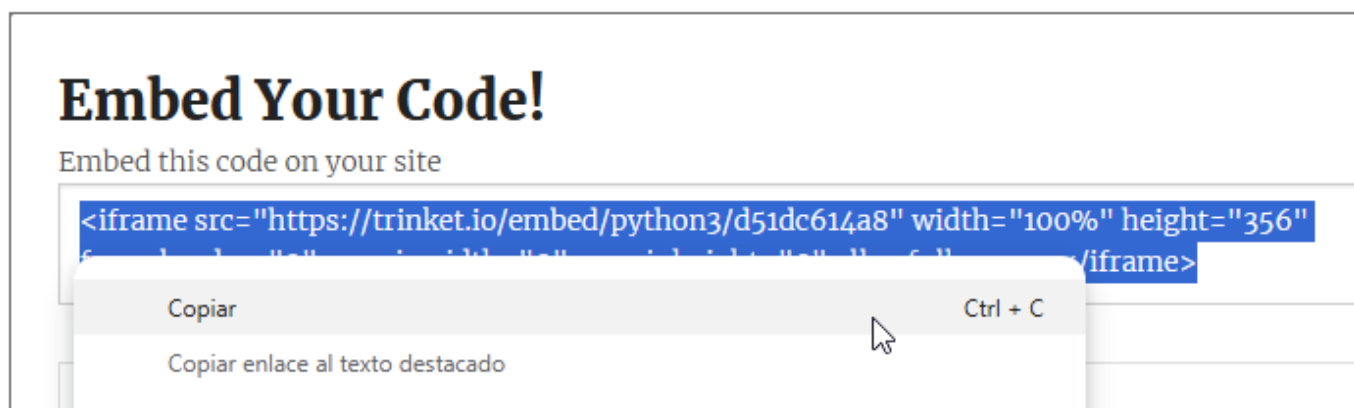 Embed Your Code!
Embed this code on your site
<iframe src="https://trinket.io/embed/python3/d51dc614a8" width="100%" height="356"
</iframe>
Copiar Ctrl + C
Copiar enlace al texto destacado